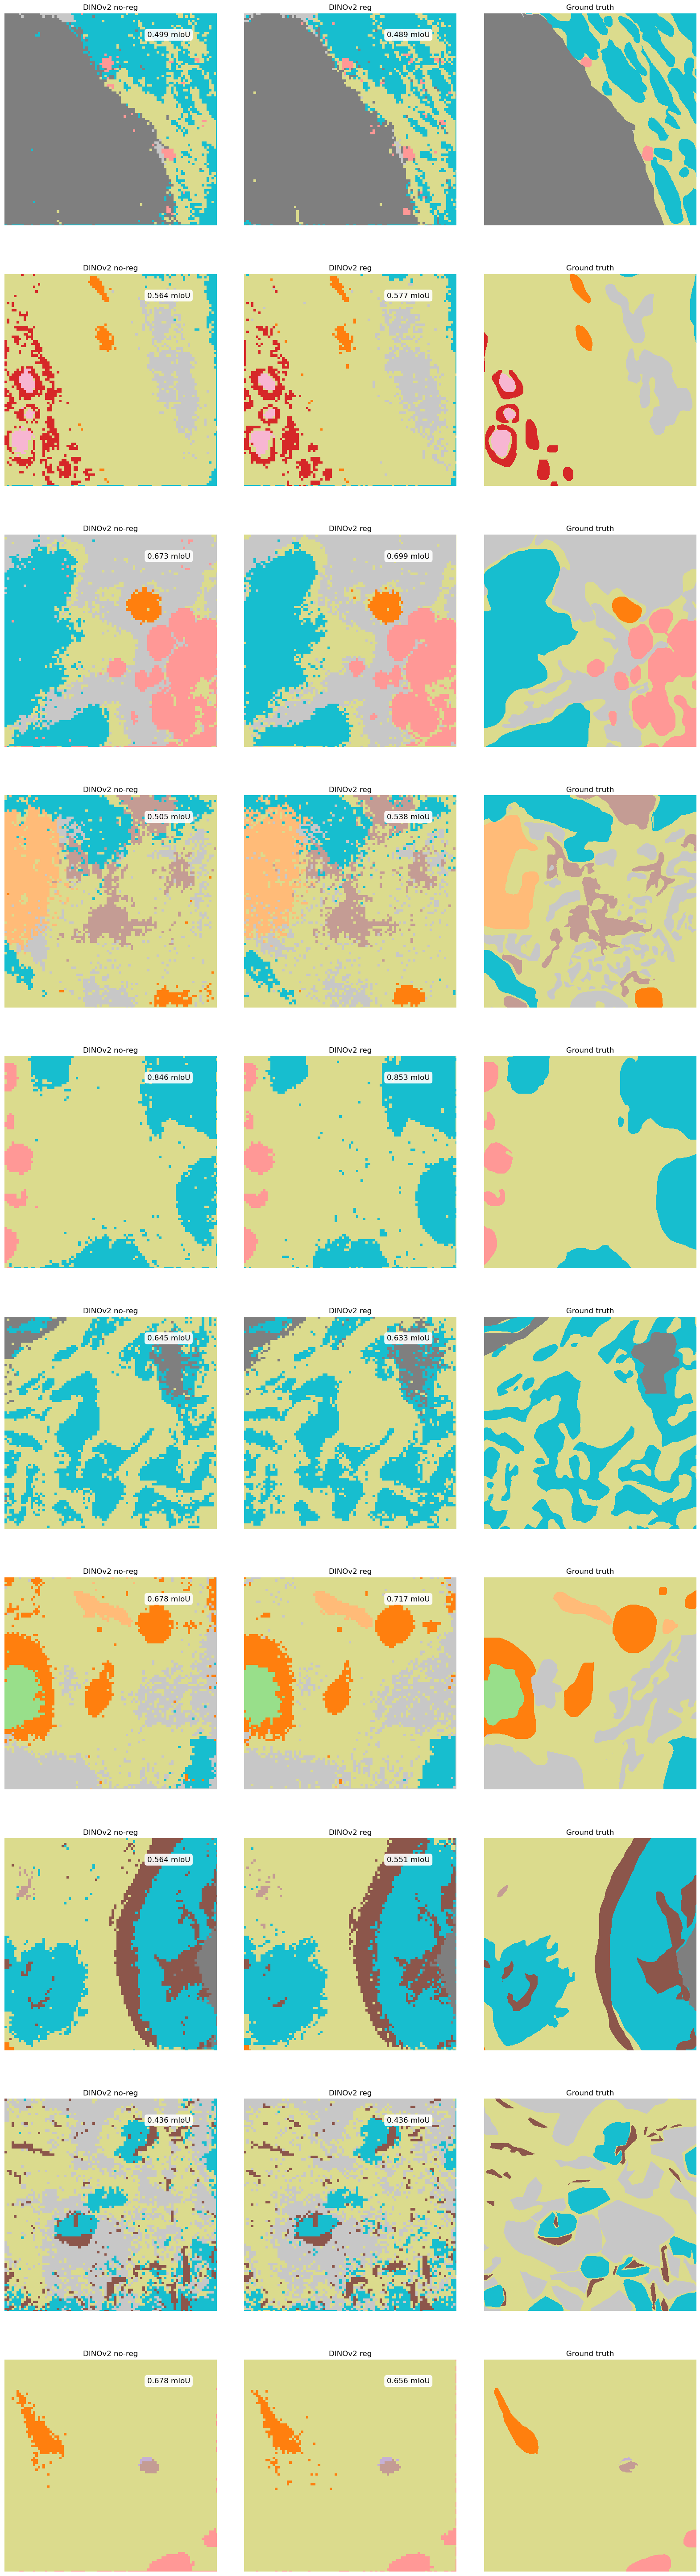 DINOv2 no-reg DINOv2 reg Ground truth
0.499 mIoU 0.489 mIoU
DINOv2 no-reg DINOv2 reg Ground truth
0.564 mIoU 0.577 mIoU
DINOv2 no-reg DINOv2 reg Ground truth
0.673 mIoU 0.699 mIoU
DINOv2 no-reg DINOv2 reg Ground truth
0.505 mIoU 0.538 mIoU
DINOv2 no-reg DINOv2 reg Ground truth
0.846 mIoU 0.853 mIoU
DINOv2 no-reg DINOv2 reg Ground truth
0.645 mIoU 0.633 mIoU
DINOv2 no-reg DINOv2 reg Ground truth
0.678 mIoU 0.717 mIoU
DINOv2 no-reg DINOv2 reg Ground truth
0.564 mIoU 0.551 mIoU
DINOv2 no-reg DINOv2 reg Ground truth
0.436 mIoU 0.436 mIoU
DINOv2 no-reg DINOv2 reg Ground truth
0.678 mIoU 0.656 mIoU